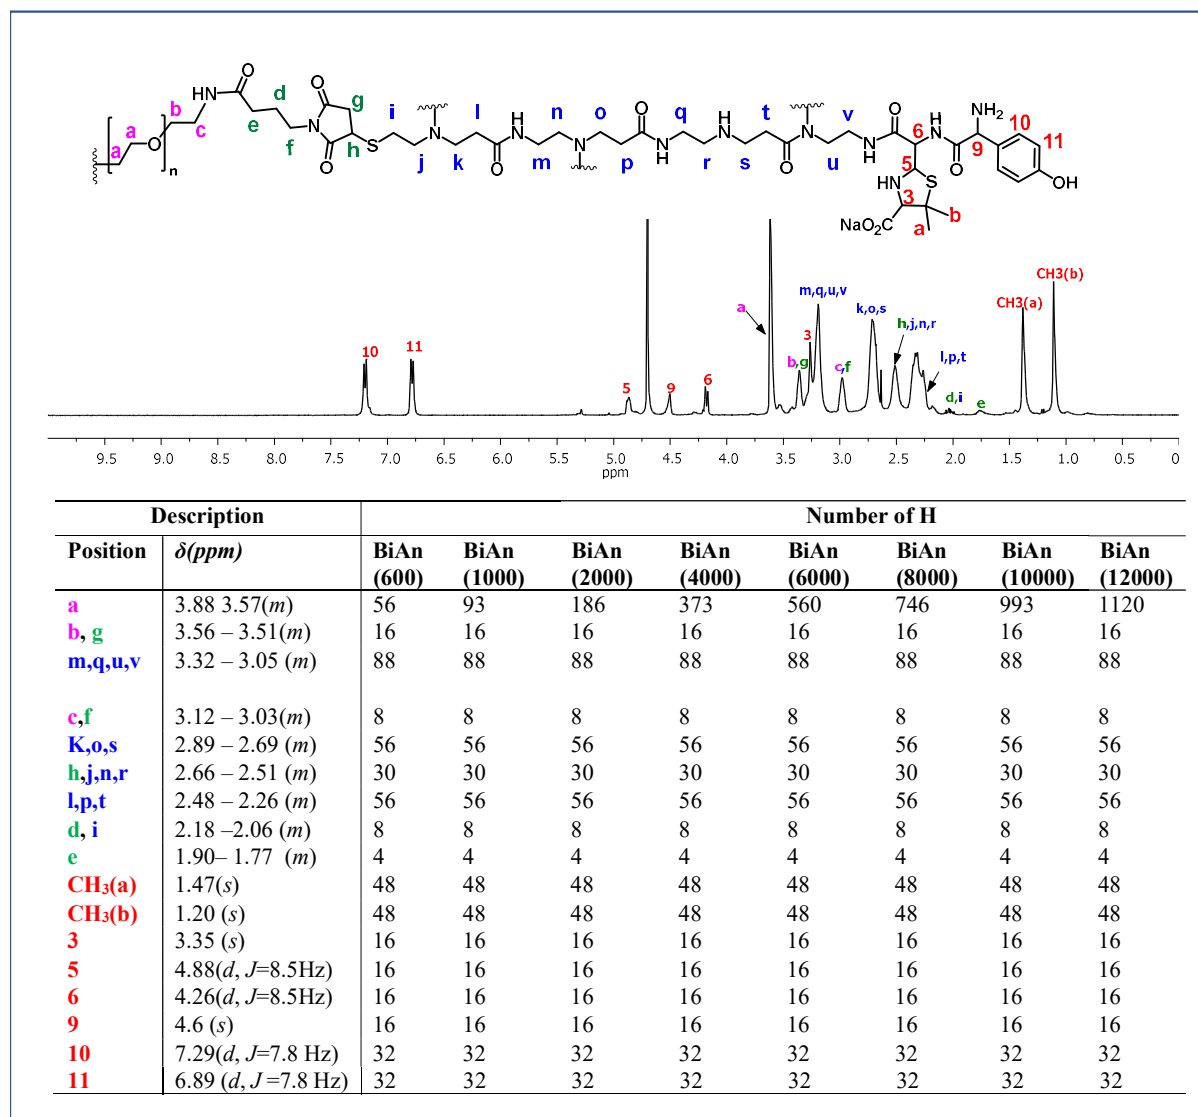 O O d g i l n o O q t v O NH2
b NH N NH N H N N NH 6 H N 10 11
a O c e f h S j k O m p NH r s O u NH 5 O 9
a n O HN 3 S OH
NaO2C b
a
CH3(b)
m,q,u,v CH3(a)
a k,o,s h,j,n,r
10 11 3 l,p,t
b,g c,f
5 9 6 d,i e
9.5 9.0 8.5 8.0 7.5 7.0 6.5 6.0 5.5 5.0 4.5 4.0 3.5 3.0 2.5 2.0 1.5 1.0 0.5 0
ppm
Description Number of H
Position δ(ppm) BiAn (600) BiAn (1000) BiAn (2000) BiAn (4000) BiAn (6000) BiAn (8000) BiAn (10000) BiAn (12000)
a 3.88 3.57(m) 56 93 186 373 560 746 993 1120
b, g 3.56 – 3.51(m) 16 16 16 16 16 16 16 16
m,q,u,v 3.32 – 3.05 (m) 88 88 88 88 88 88 88 88
c,f 3.12 – 3.03(m) 8 8 8 8 8 8 8 8
K,o,s 2.89 – 2.69 (m) 56 56 56 56 56 56 56 56
h,j,n,r 2.66 – 2.51 (m) 30 30 30 30 30 30 30 30
l,p,t 2.48 – 2.26 (m) 56 56 56 56 56 56 56 56
d, i 2.18 –2.06 (m) 8 8 8 8 8 8 8 8
e 1.90– 1.77 (m) 4 4 4 4 4 4 4 4
CH3(a) 1.47(s) 48 48 48 48 48 48 48 48
CH3(b) 1.20 (s) 48 48 48 48 48 48 48 48
3 3.35 (s) 16 16 16 16 16 16 16 16
5 4.88(d, J=8.5Hz) 16 16 16 16 16 16 16 16
6 4.26(d, J=8.5Hz) 16 16 16 16 16 16 16 16
9 4.6 (s) 16 16 16 16 16 16 16 16
10 7.29(d, J=7.8 Hz) 32 32 32 32 32 32 32 32
11 6.89 (d, J =7.8 Hz) 32 32 32 32 32 32 32 32